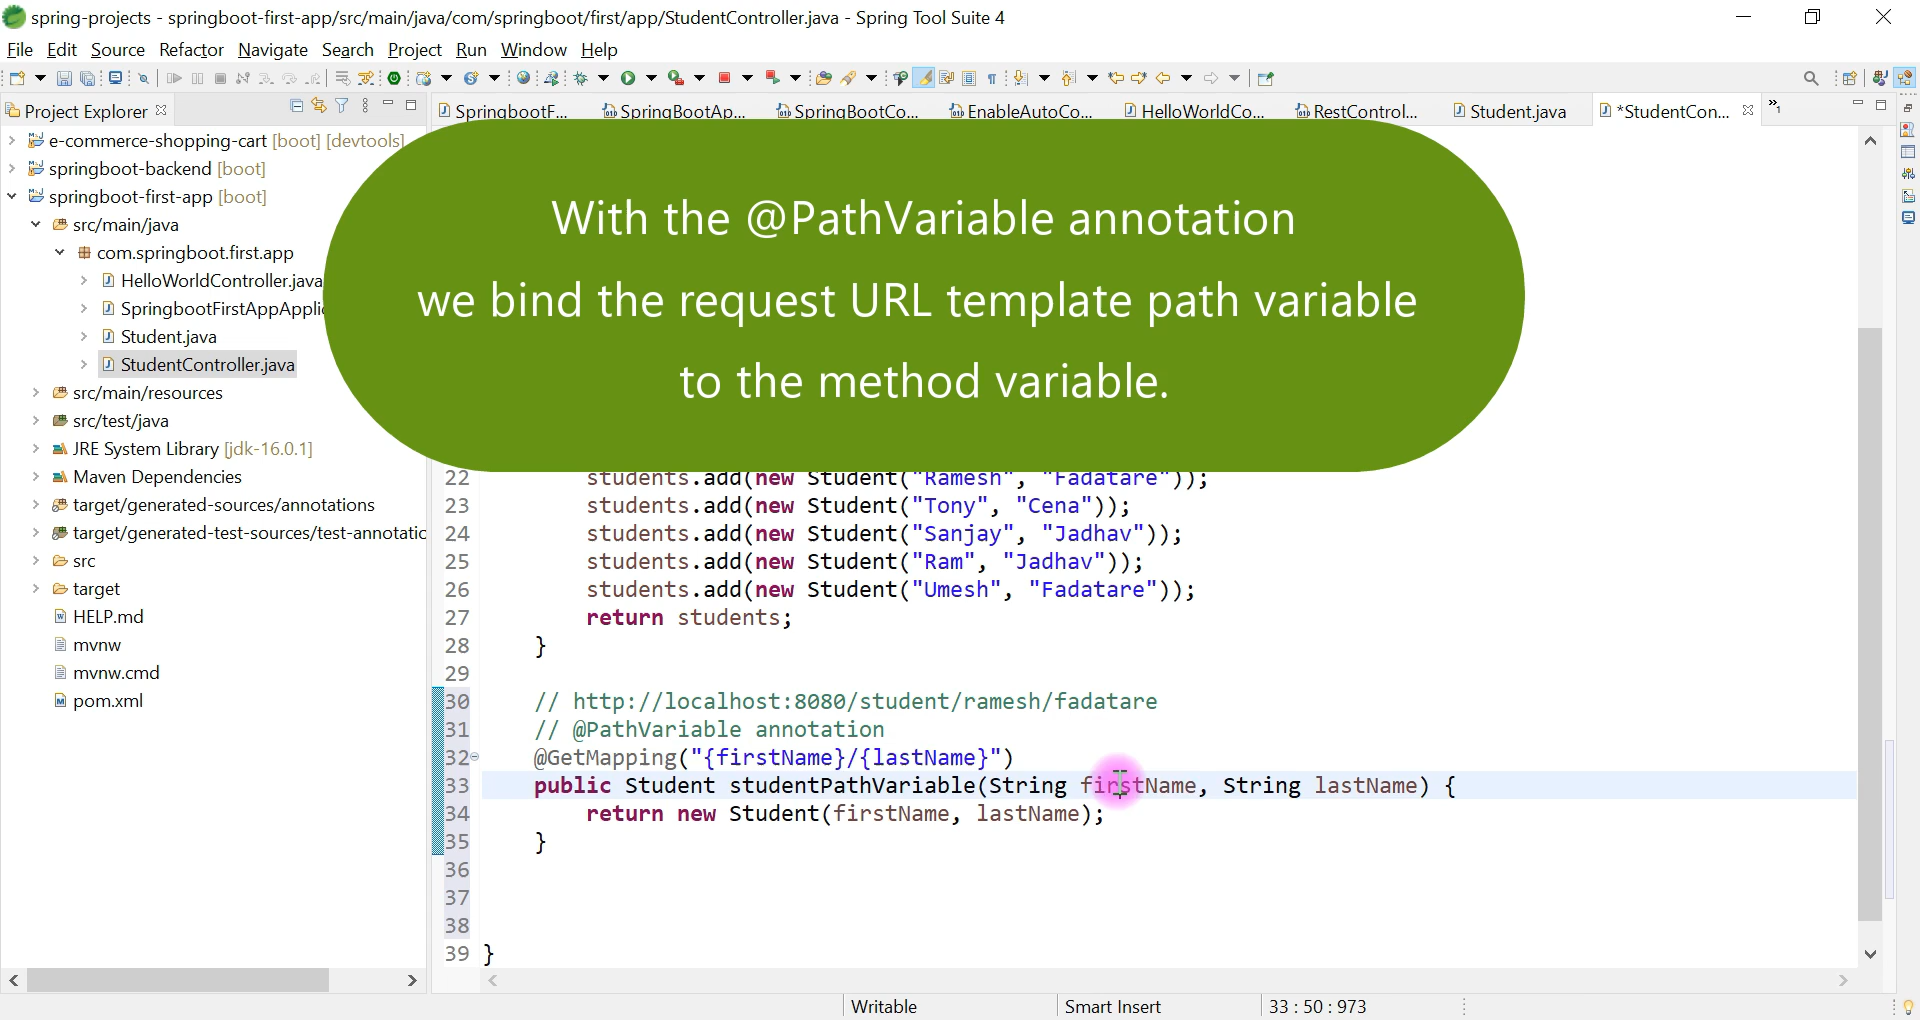 spring-projects - springboot-first-app/src/main/java/com/springboot/first/app/StudentController.java - Spring Tool Suite 4
File Edit Source Refactor Navigate Search Project Run Window Help
Project Explorer
SpringbootF... SpringBootAp... SpringBootCo... EnableAutoCo... HelloWorldCo... RestControl... Student.java *StudentCon... »1
e-commerce-shopping-cart [boot] [devtools]
springboot-backend [boot]
springboot-first-app [boot]
src/main/java
com.springboot.first.app
HelloWorldController.java
SpringbootFirstAppAppli
Student.java
StudentController.java
src/main/resources
src/test/java
JRE System Library [jdk-16.0.1]
Maven Dependencies
target/generated-sources/annotations
target/generated-test-sources/test-annotatic
src
target
HELP.md
mvnw
mvnw.cmd
pom.xml
With the @PathVariable annotation
we bind the request URL template path variable
to the method variable.
22 students.add(new Student("Ramesh", "Fadatare"));
23 students.add(new Student("Tony", "Cena"));
24 students.add(new Student("Sanjay", "Jadhav"));
25 students.add(new Student("Ram", "Jadhav"));
26 students.add(new Student("Umesh", "Fadatare"));
27 return students;
28 }
29
30 // http://localhost:8080/student/ramesh/fadatare
31 // @PathVariable annotation
32 @GetMapping("{firstName}/{lastName}")
33 public Student studentPathVariable(String firstName, String lastName) {
34 return new Student(firstName, lastName);
35 }
36
37
38
39 }
Writable Smart Insert 33 : 50 : 973